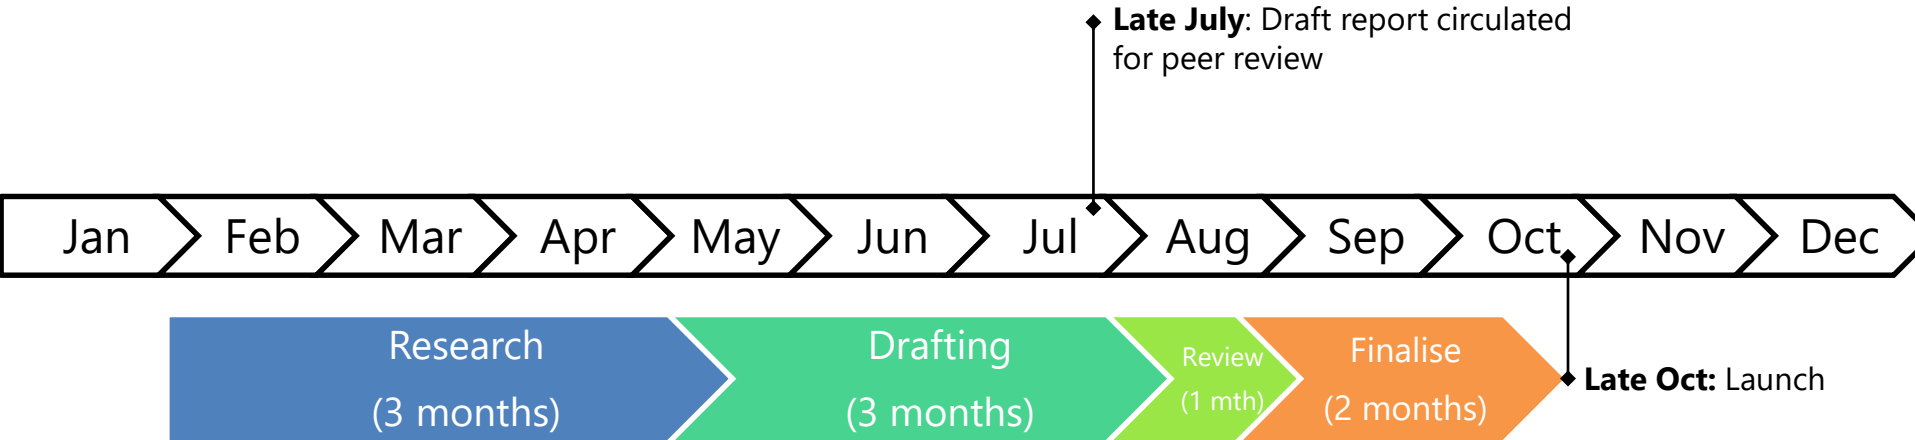 Late July: Draft report circulated
for peer review
Jan Feb Mar Apr May Jun Jul Aug Sep Oct Nov Dec
Research
(3 months)
Drafting
(3 months)
Review
(1 mth)
Finalise
(2 months)
Late Oct: Launch